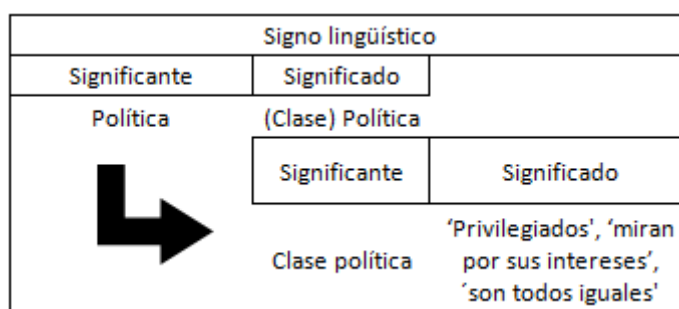 Signo lingüístico
Significante Significado
Política (Clase) Política
Significante Significado
Clase política
‘Privilegiados', ‘miran
por sus intereses’,
´son todos iguales'